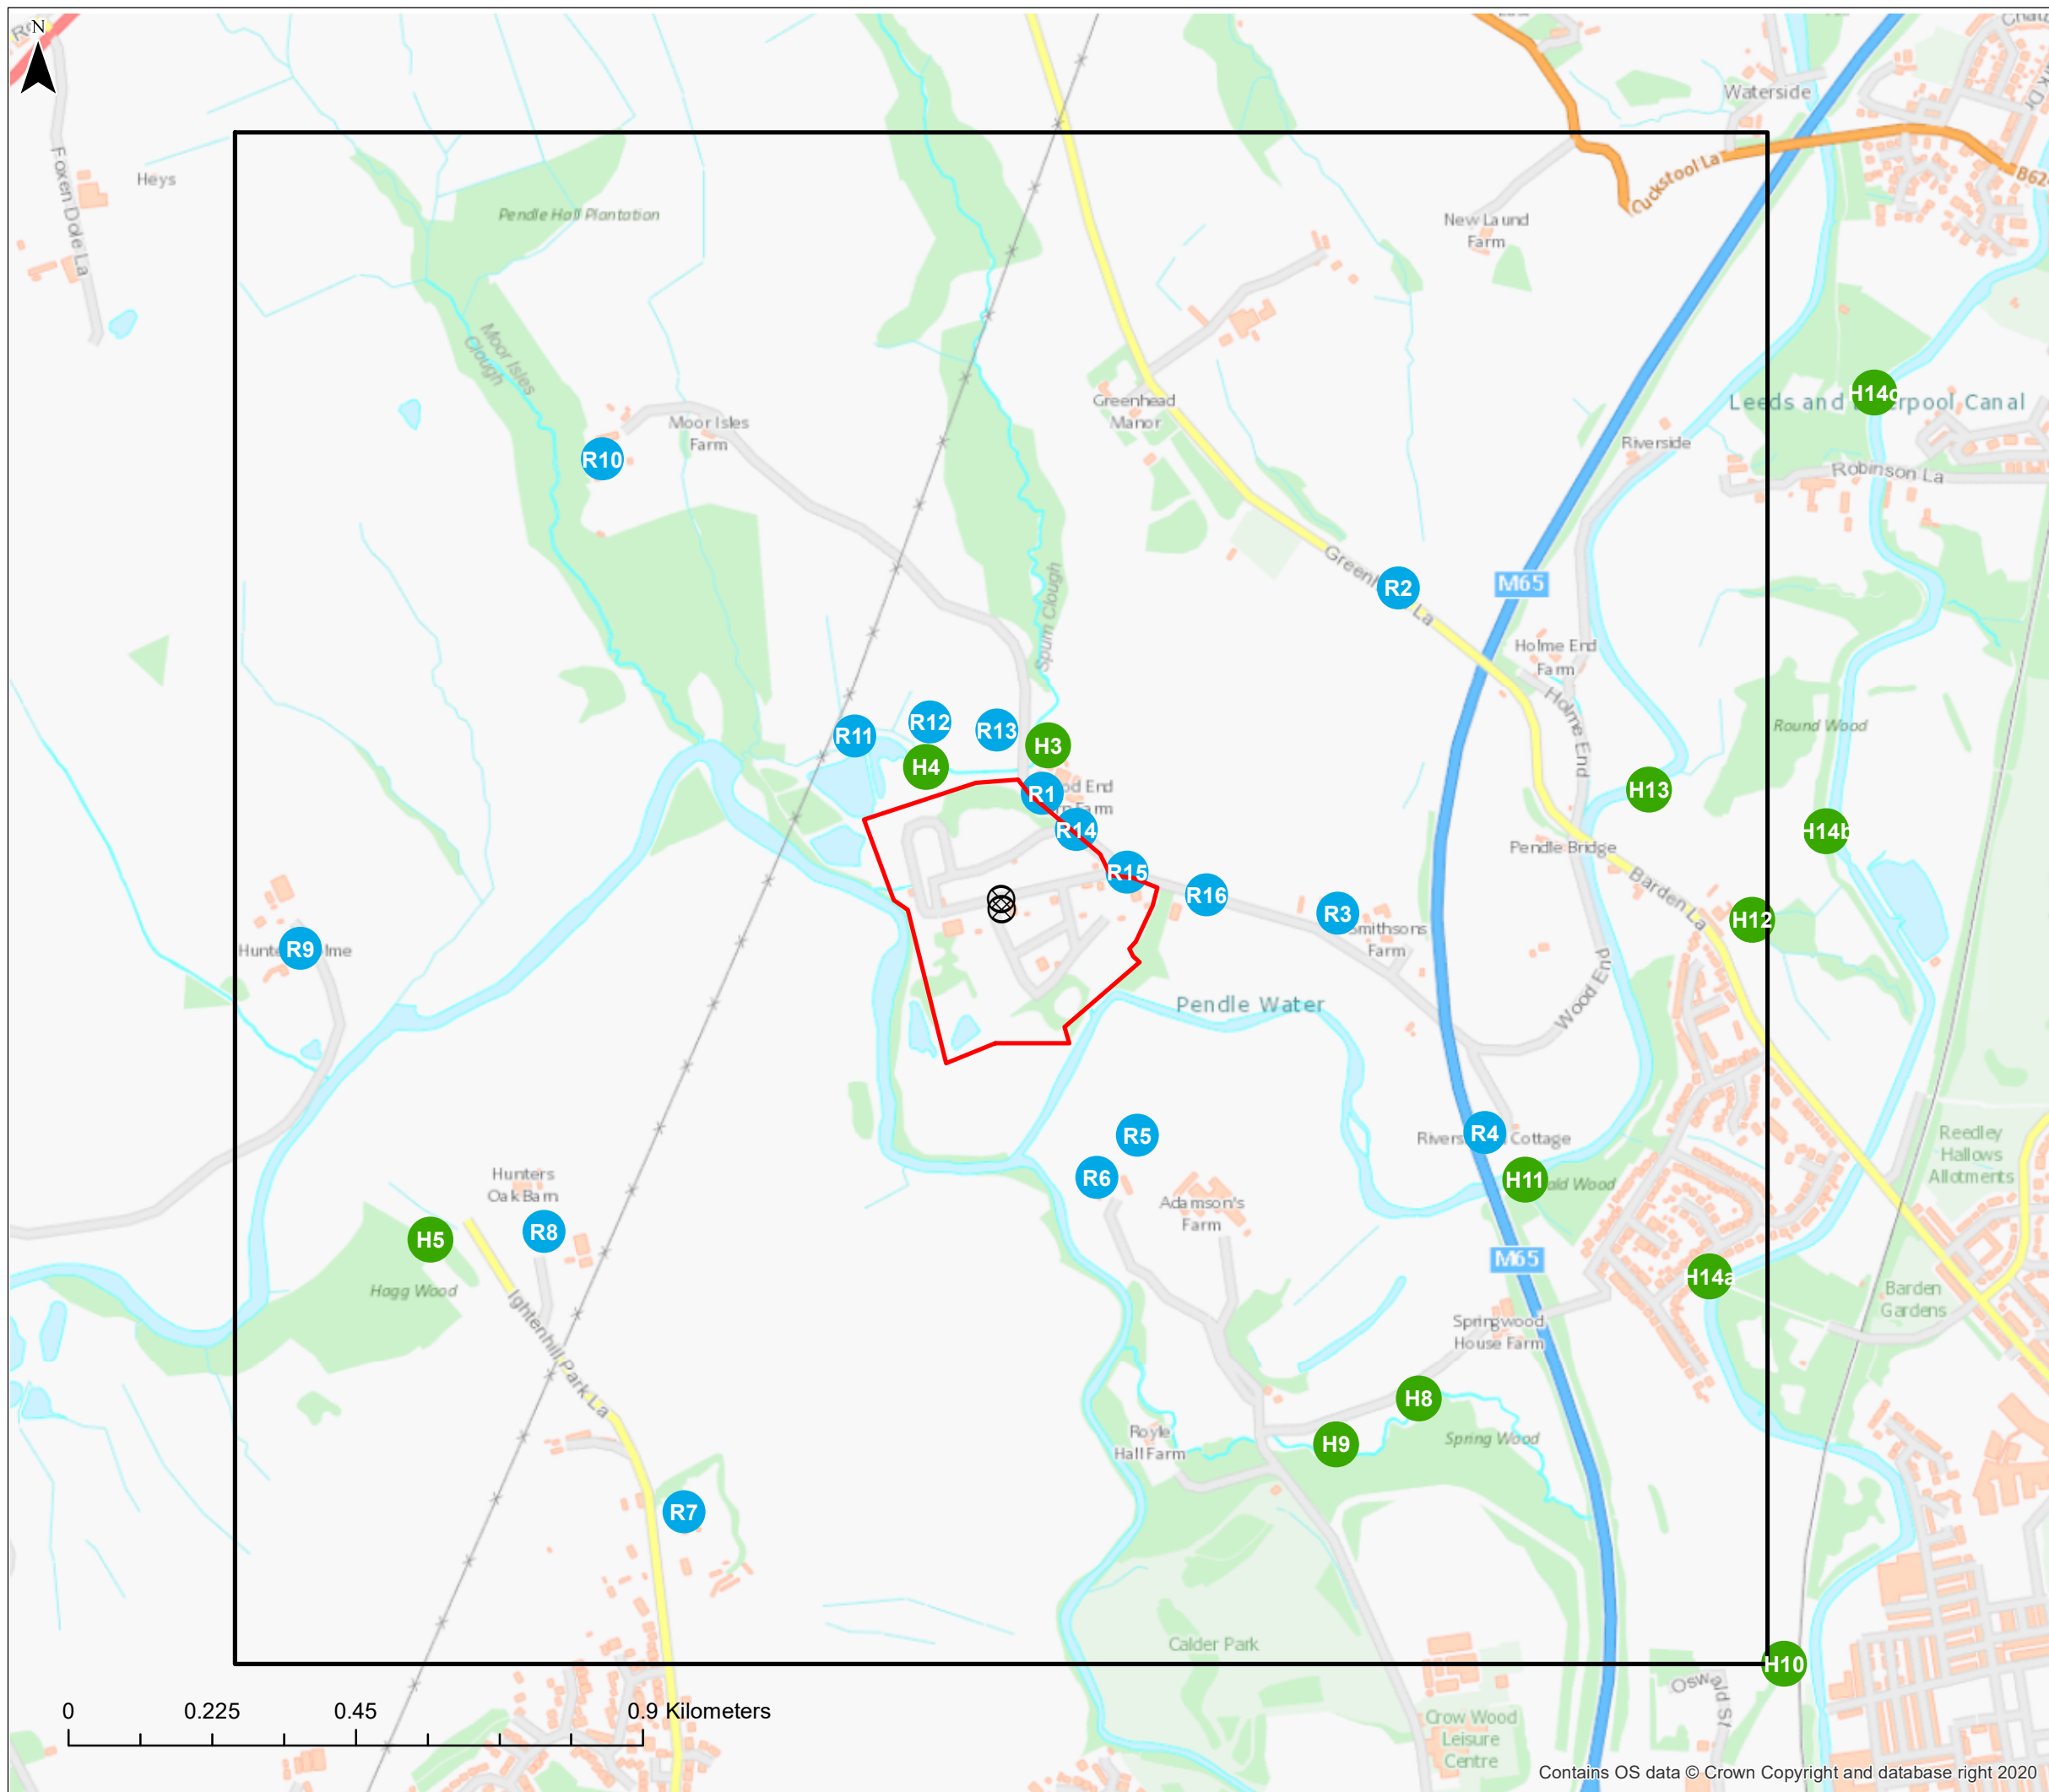 N
Waterside
Foxen Dole La
Heys
Cuckstool La
Pendle Hall Plantation
New Laund
Farm
Moor Isles
Clough
H14c
Greenhead
Manor
Moor Isles
Farm
Riverside
R10
Robinson La
R2
M65
Spurn Clough
Holme End
Farm
Holme End
R12
R13
R11
H3
Round Wood
H4
H13
R1
R14
H14b
Pendle Bridge
R15
Barden La
R16
R3
H12
Smithsons
Farm
R9
Wood End
Pendle Water
R5
R4
Cottage
Reedley
Hallows
Allotments
R6
H11
Hunters
Oak Barn
Adamson's
Farm
R8
H5
M65
H14a
Hagg Wood
Barden
Gardens
Ightenhill Park La
Springwood
House Farm
H8
Royle
Hall Farm
H9
Spring Wood
R7
Calder Park
H10
Oswald St
0 0.225 0.45 0.9 Kilometers
Crow Wood
Leisure
Centre
Contains OS data © Crown Copyright and database right 2020